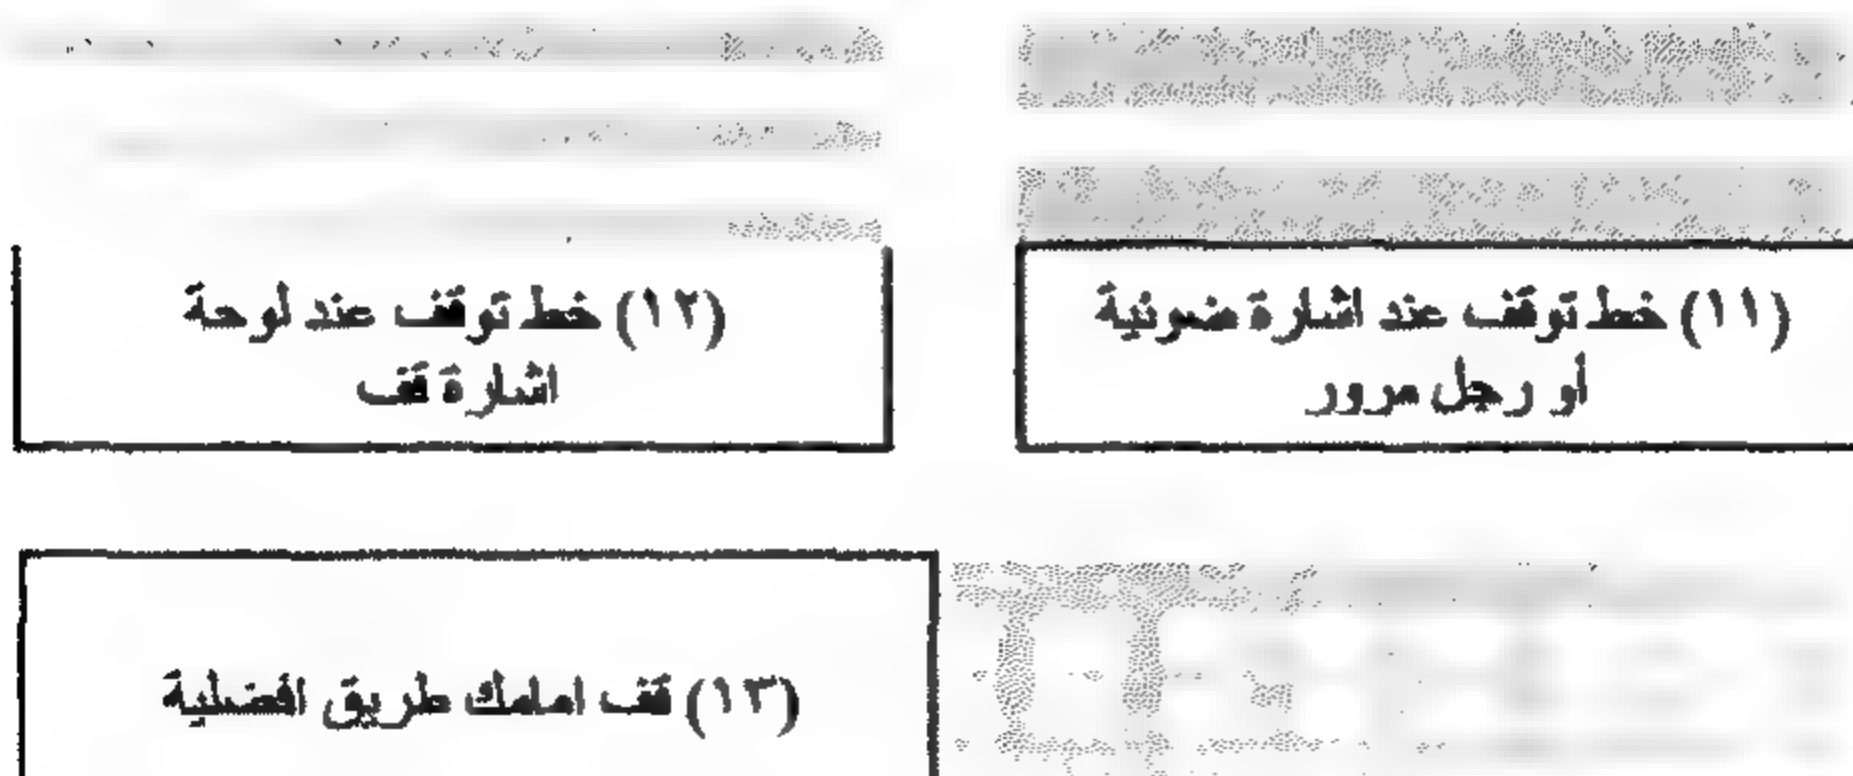 (١١) خط توقف عند اشارة ضوئية
أو رجل مرور
(١٢) خط توقف عند لوحة
اشارة قف
(١٣) قف امامك طريق افضلية